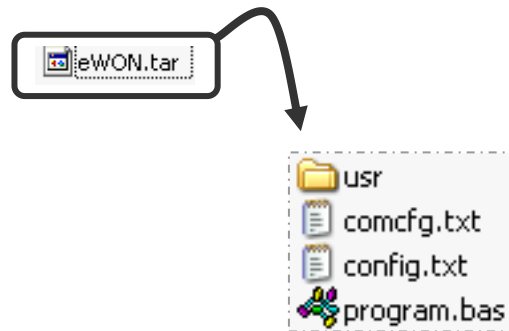 eWON.tar
usr
comcfg.txt
config.txt
program.bas